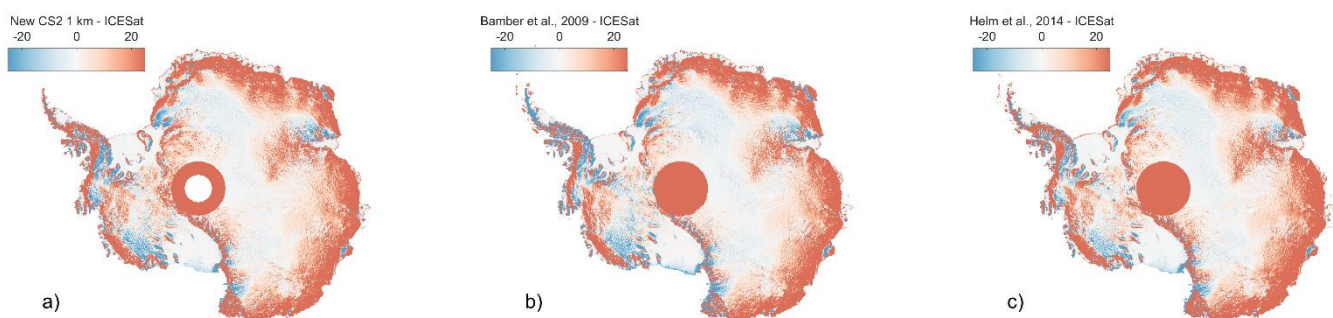 New CS2 1 km - ICESat
-20 0 20
a)
Bamber et al., 2009 - ICESat
-20 0 20
b)
Helm et al., 2014 - ICESat
-20 0 20
c)